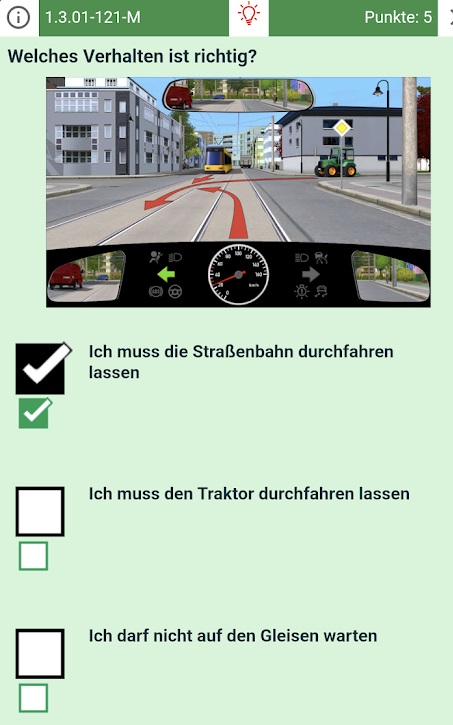 1.3.01-121-M
Punkte: 5
Welches Verhalten ist richtig?
Ich muss die Straßenbahn durchfahren
lassen
Ich muss den Traktor durchfahren lassen
Ich darf nicht auf den Gleisen warten